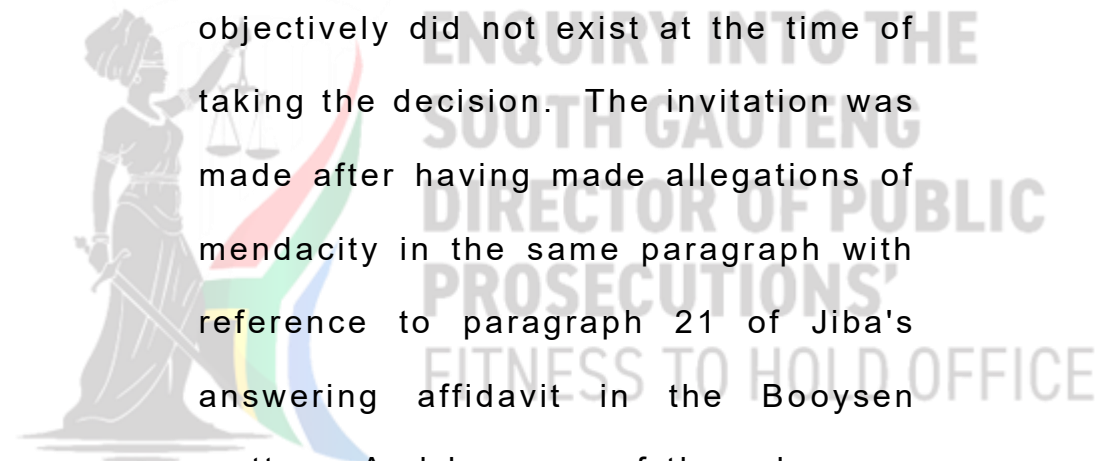 objectively did not exist at the time of
taking the decision. The invitation was
made after having made allegations of
mendacity in the same paragraph with
reference to paragraph 21 of Jiba's
answering affidavit in the Booysen
ENQUIRY INTO THE
SOUTH GAUTENG
DIRECTOR OF PUBLIC
PROSECUTIONS'
FITNESS TO HOLD OFFICE